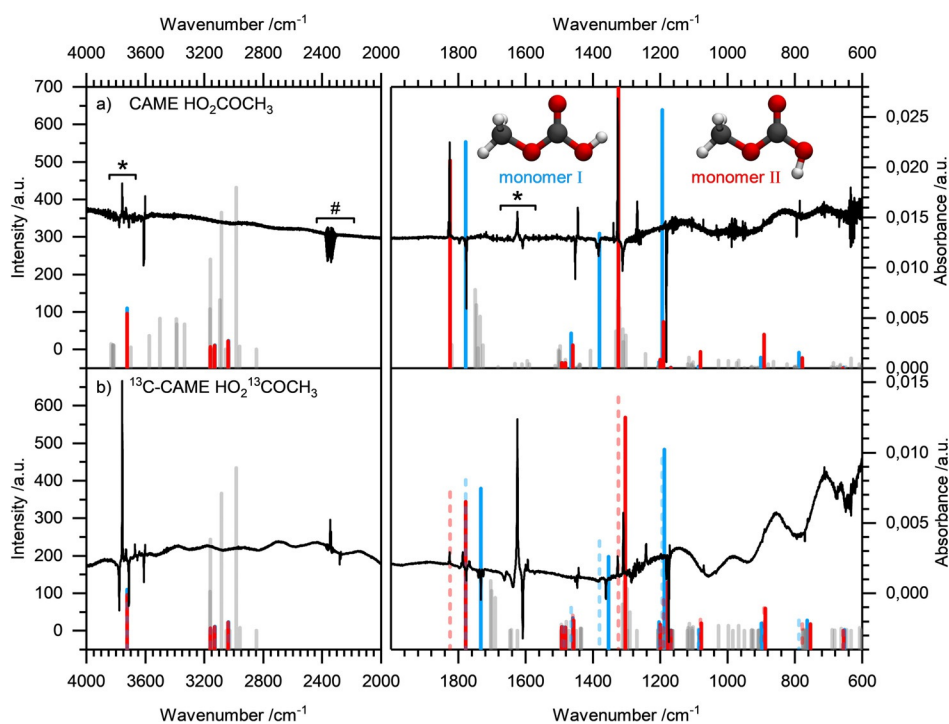 Wavenumber /cm⁻¹ Wavenumber /cm⁻¹
4000 3600 3200 2800 2400 2000 1800 1600 1400 1200 1000 800 600
a) CAME HO₂COCH₃
*
#
monomer I
*
monomer II
Intensity /a.u.
700
600
500
400
300
200
100
0
Absorbance /a.u.
0,025
0,020
0,015
0,010
0,005
0,000
b) ¹³C-CAME HO₂¹³COCH₃
Intensity /a.u.
600
500
400
300
200
100
0
Absorbance /a.u.
0,015
0,010
0,005
0,000
4000 3600 3200 2800 2400 2000 1800 1600 1400 1200 1000 800 600
Wavenumber /cm⁻¹ Wavenumber /cm⁻¹